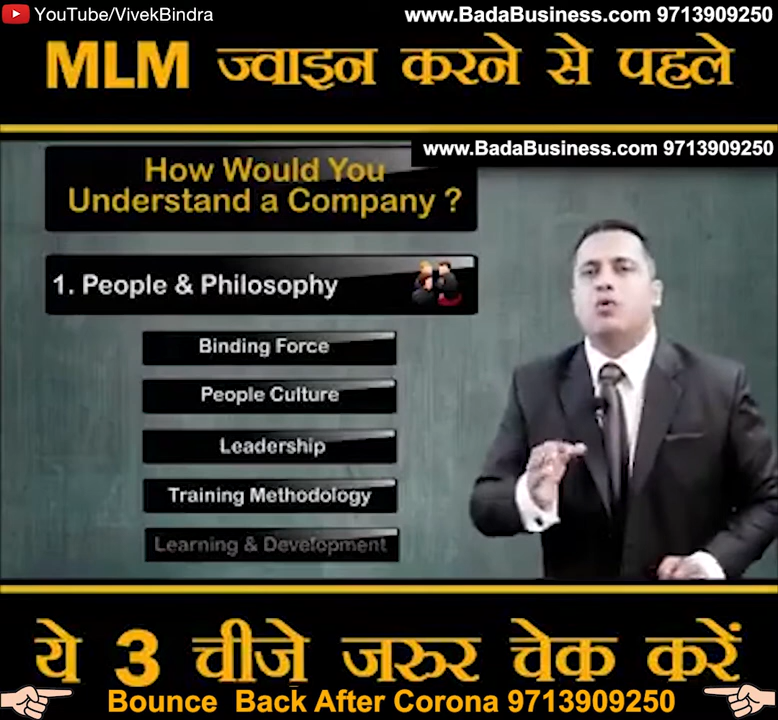 YouTube/VivekBindra
www.BadaBusiness.com 9713909250
MLM ज्वाइन करने से पहले
www.BadaBusiness.com 9713909250
How Would You
Understand a Company ?
1. People & Philosophy
Binding Force
People Culture
Leadership
Training Methodology
Learning & Development
ये 3 चीज़े जरुर चेक करें
Bounce Back After Corona 9713909250